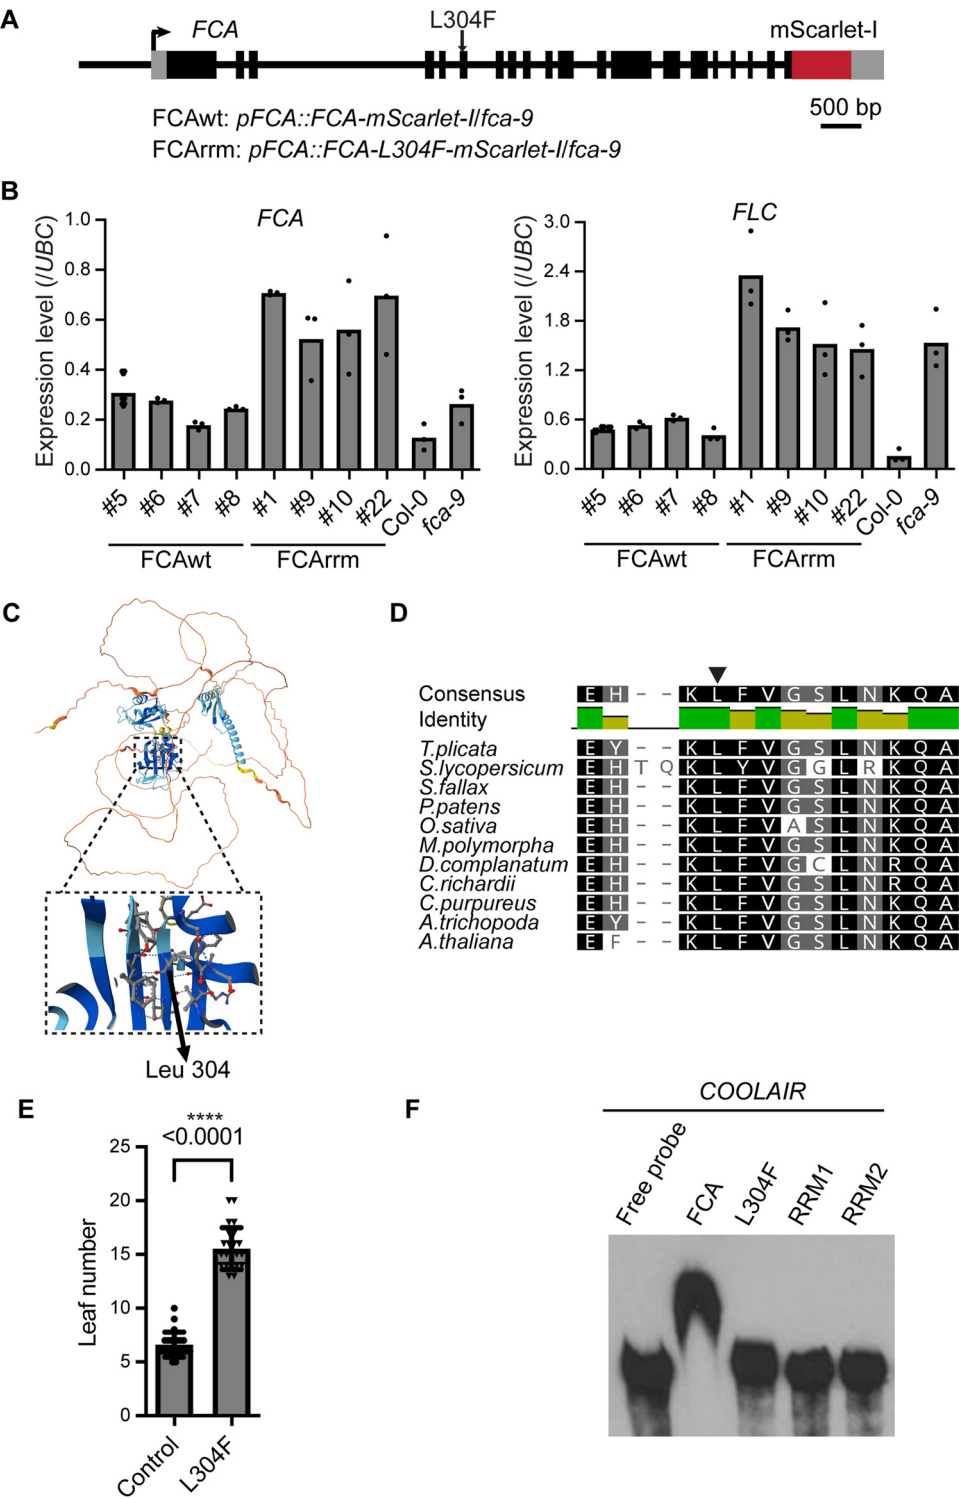 A
L304F
FCA
mScarlet-I
500 bp
FCAwt: pFCA::FCA-mScarlet-I/fca-9
FCArrm: pFCA::FCA-L304F-mScarlet-I/fca-9
B
FCA
Expression level (/UBC)
1.0
0.8
0.6
0.4
0.2
0.0
#5 #6 #7 #8 #1 #9 #10 #22 Col-0 fca-9
FCAwt FCArrm
FLC
Expression level (/UBC)
3.0
2.4
1.8
1.2
0.6
0.0
#5 #6 #7 #8 #1 #9 #10 #22 Col-0 fca-9
FCAwt FCArrm
C
Leu 304
D
Consensus E H - - K L F V G S L N K Q A
Identity
T.plicata E Y - - K L F V G S L N K Q A
S.lycopersicum E H T Q K L Y V G G L R K Q A
S.fallax E H - - K L F V G S L N K Q A
P.patens E H - - K L F V G S L N K Q A
O.sativa E H - - K L F V A S L N K Q A
M.polymorpha E H - - K L F V G S L N K Q A
D.complanatum E H - - K L F V G C L N R Q A
C.richardii E H - - K L F V G S L N R Q A
C.purpureus E H - - K L F V G S L N K Q A
A.trichopoda E Y - - K L F V G S L N K Q A
A.thaliana E F - - K L F V G S L N K Q A
E
****
<0.0001
Leaf number
25
20
15
10
5
0
Control L304F
F
COOLAIR
Free probe FCA L304F RRM1 RRM2